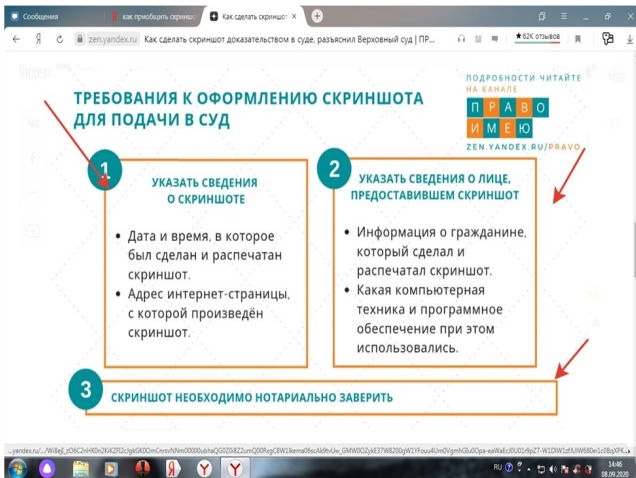 Сообщения
как приобщить скринш
Как сделать скриншот
zen.yandex.ru Как сделать скриншот доказательством в суде, разъяснил Верховный суд | ПР...
★ 62К отзывов
ПОДРОБНОСТИ ЧИТАЙТЕ
НА КАНАЛЕ
ПРАВО
ИМЕЮ
ZEN.YANDEX.RU/PRAVO
ТРЕБОВАНИЯ К ОФОРМЛЕНИЮ СКРИНШОТА
ДЛЯ ПОДАЧИ В СУД
1
УКАЗАТЬ СВЕДЕНИЯ
О СКРИНШОТЕ
• Дата и время, в которое
был сделан и распечатан
скриншот.
• Адрес интернет-страницы,
с которой произведён
скриншот.
2
УКАЗАТЬ СВЕДЕНИЯ О ЛИЦЕ,
ПРЕДОСТАВИВШЕМ СКРИНШОТ
• Информация о гражданине,
который сделал и
распечатал скриншот.
• Какая компьютерная
техника и программное
обеспечение при этом
использовались.
3
СКРИНШОТ НЕОБХОДИМО НОТАРИАЛЬНО ЗАВЕРИТЬ
RU
14:46
08.09.2020